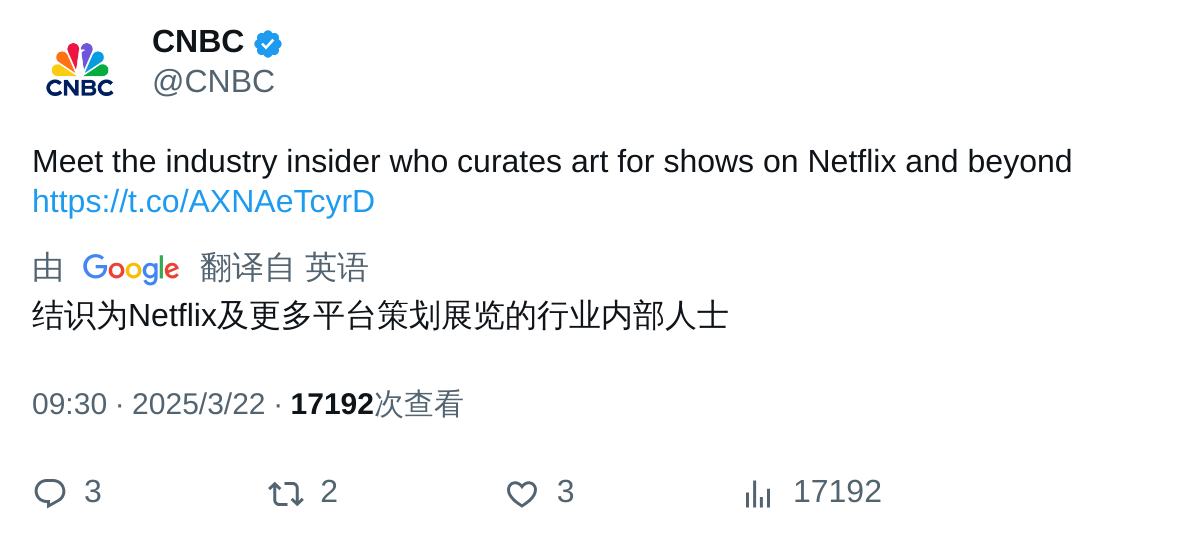 CNBC
CNBC
@CNBC
Meet the industry insider who curates art for shows on Netflix and beyond
https://t.co/AXNAeTcyrD
由 Google 翻译自 英语
结识为Netflix及更多平台策划展览的行业内部人士
09:30 · 2025/3/22 · 17192次查看
3 2 3 17192